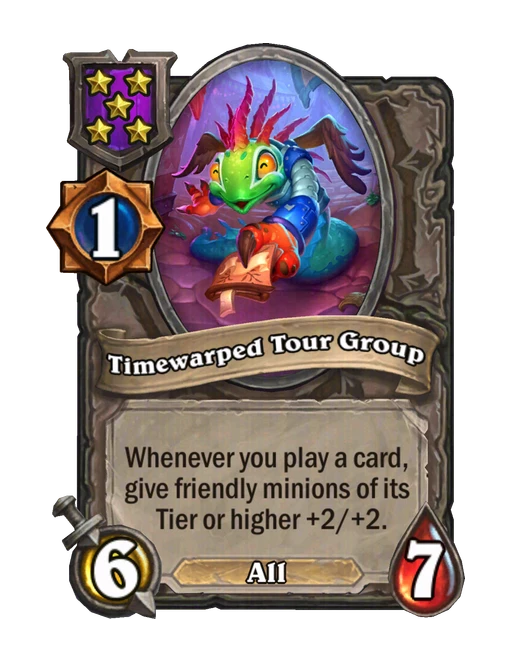 1
Timewarped Tour Group
Whenever you play a card,
give friendly minions of its
Tier or higher +2/+2.
6
All
7